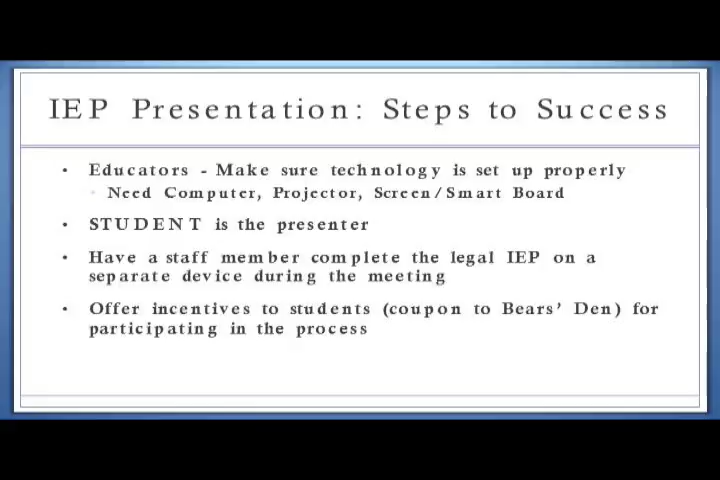 IEP Presentation: Steps to Success
• Educators - Make sure technology is set up properly
◦ Need Computer, Projector, Screen/Smart Board
• STUDENT is the presenter
• Have a staff member complete the legal IEP on a
separate device during the meeting
• Offer incentives to students (coupon to Bears' Den) for
participating in the process